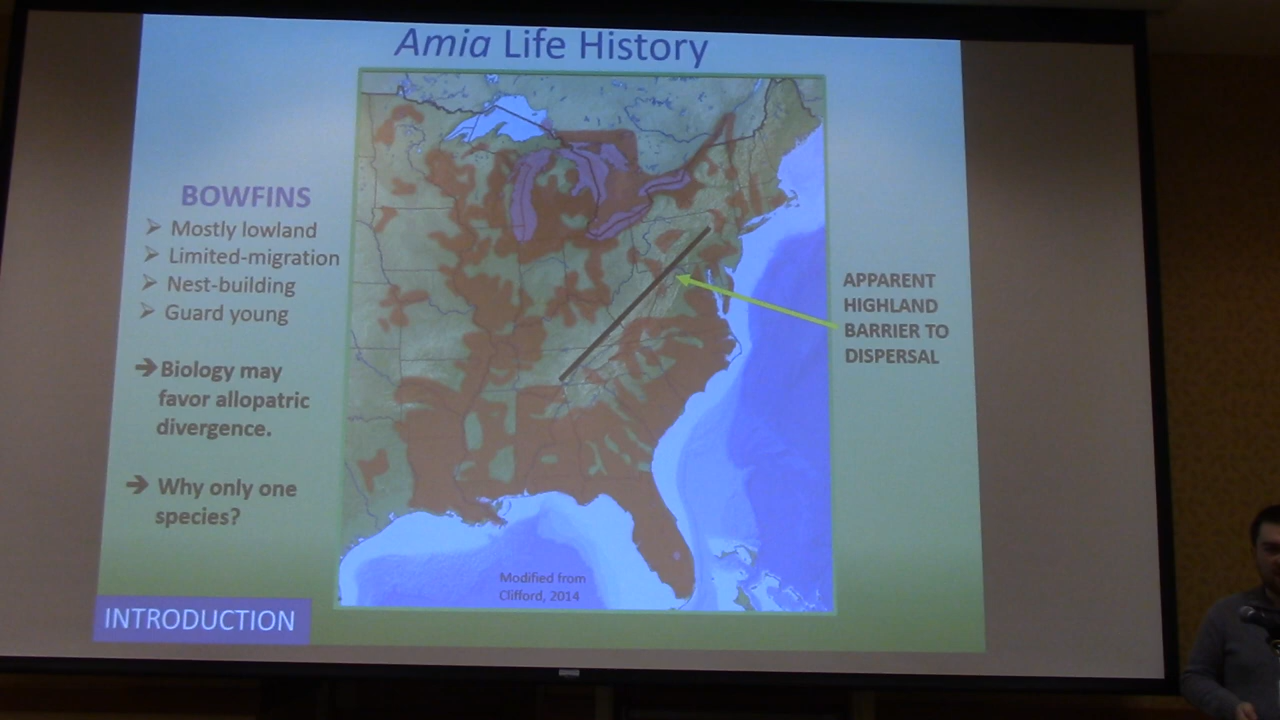 Amia Life History
BOWFINS
➢ Mostly lowland
➢ Limited-migration
➢ Nest-building
➢ Guard young
➔ Biology may
favor allopatric
divergence.
➔ Why only one
species?
APPARENT
HIGHLAND
BARRIER TO
DISPERSAL
Modified from
Clifford, 2014
INTRODUCTION